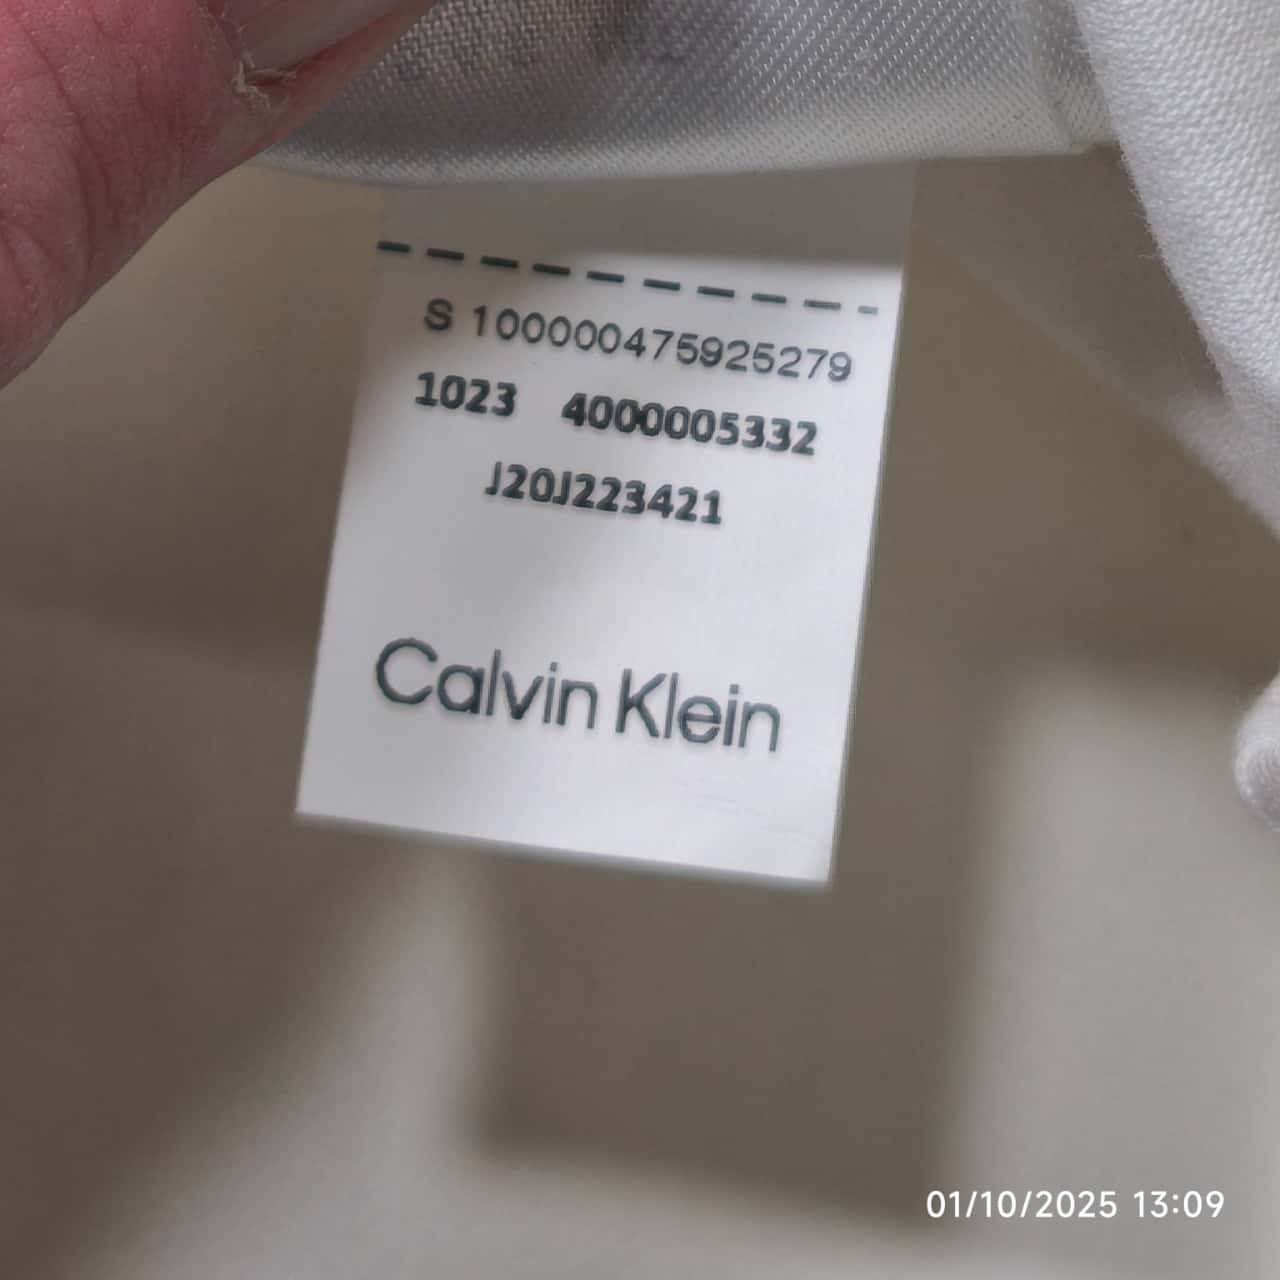 S 100000475925279
1023 4000005332
J20J223421
Calvin Klein
01/10/2025 13:09